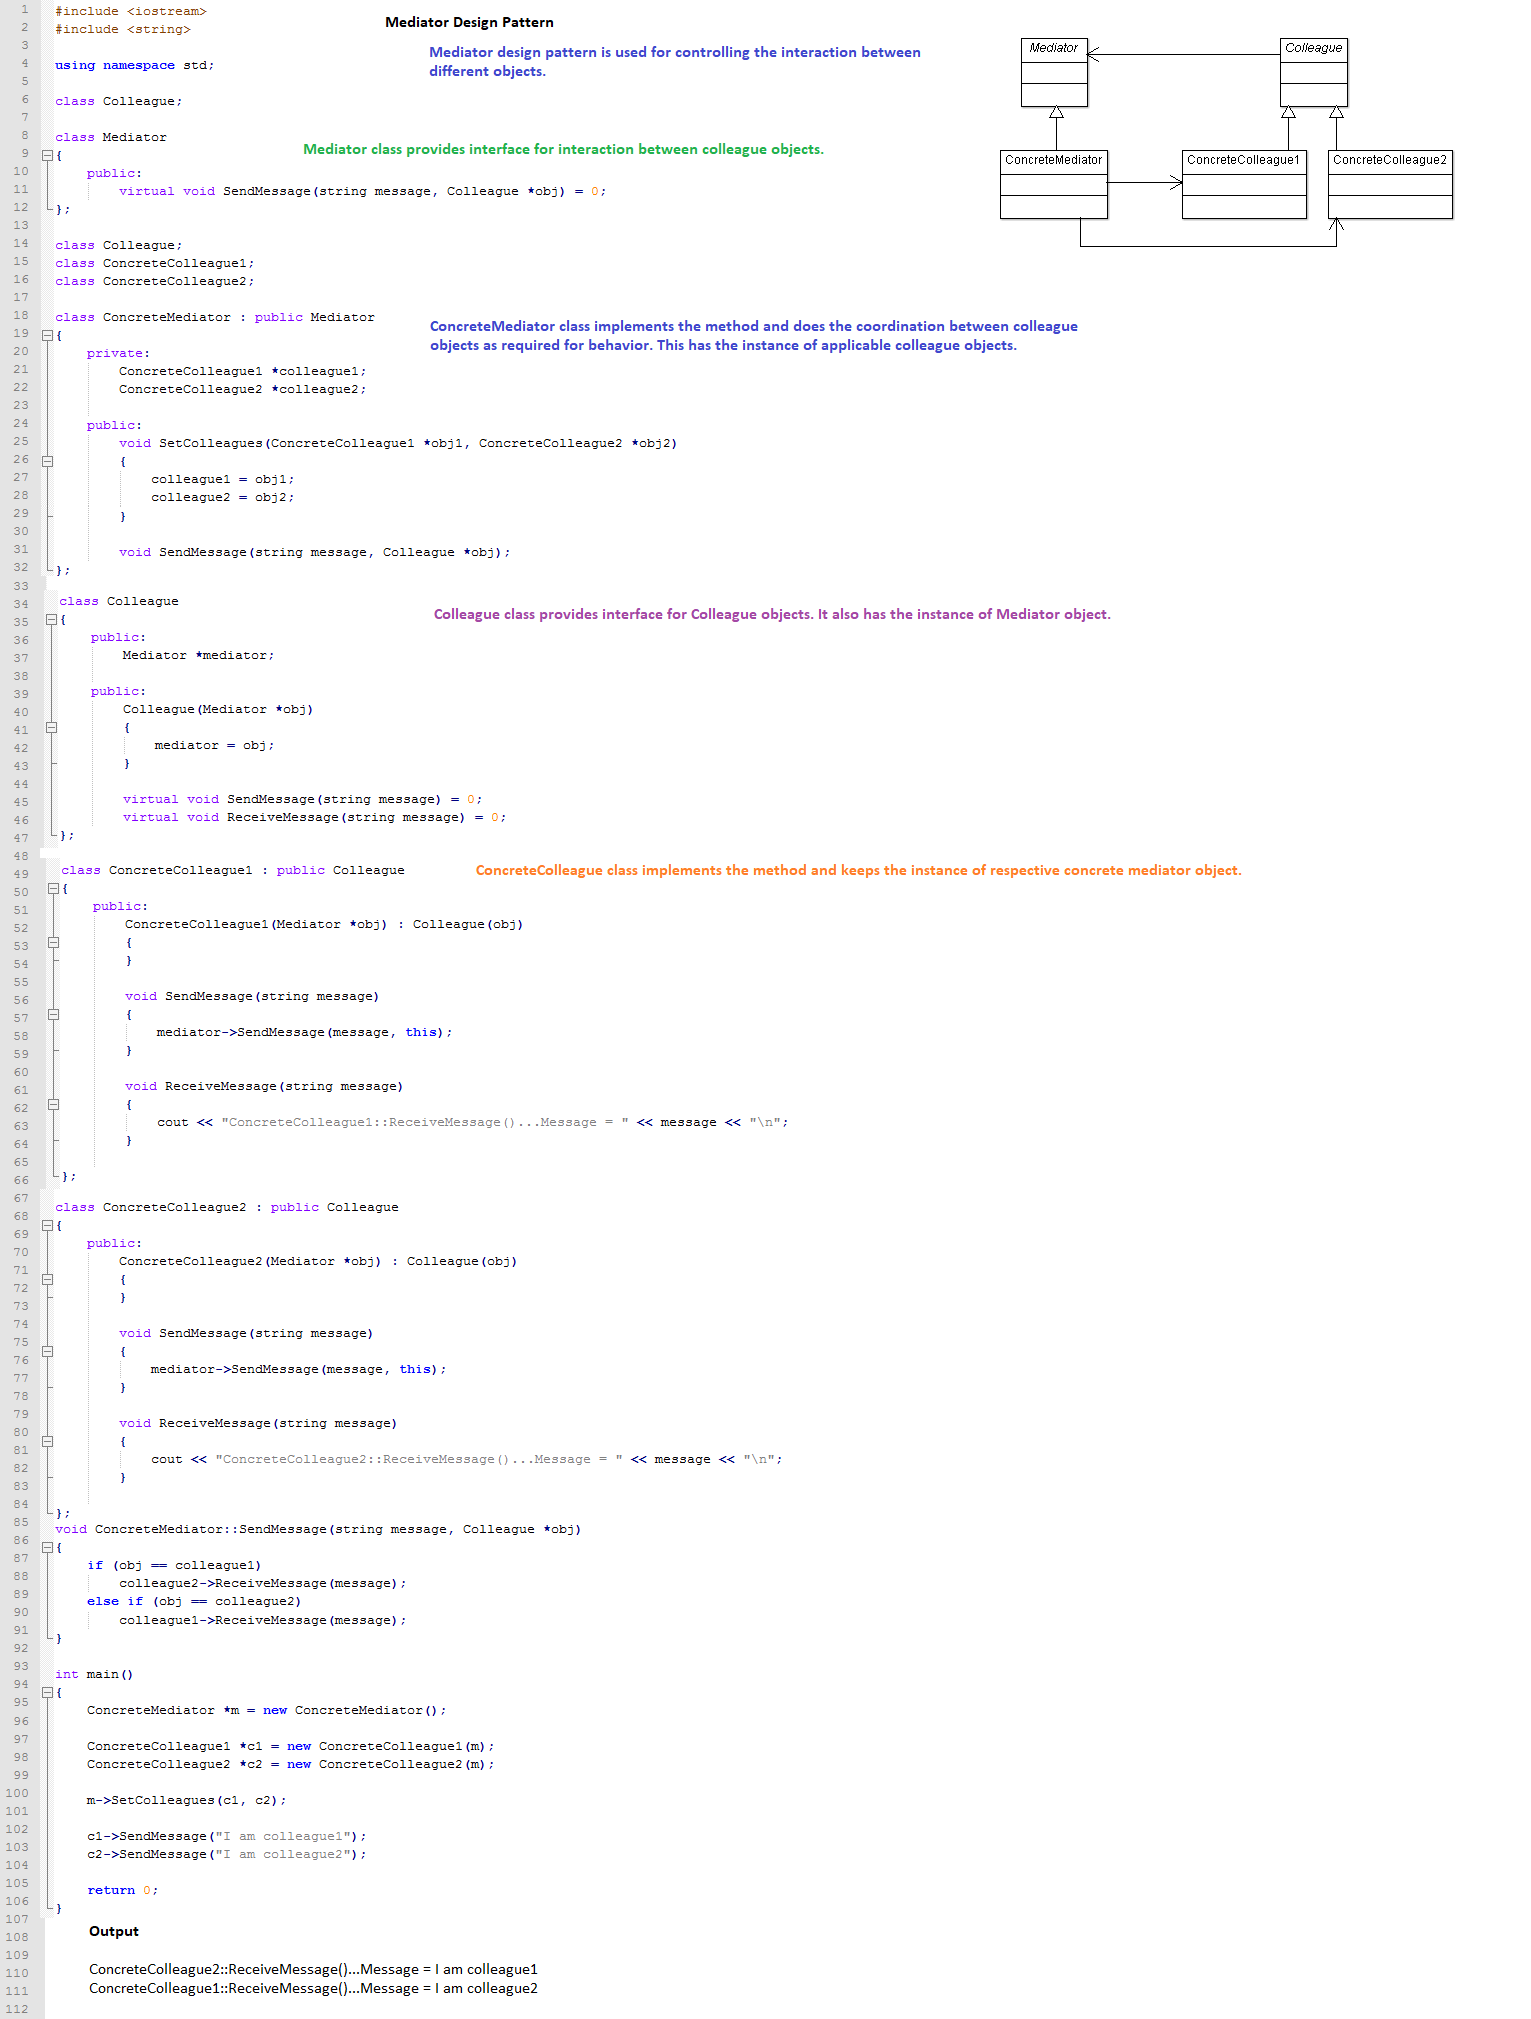 Mediator Design Pattern
Mediator design pattern is used for controlling the interaction between
different objects.
Mediator
Colleague
ConcreteMediator
ConcreteColleague1
ConcreteColleague2
1 #include <iostream>
2 #include <string>
3
4 using namespace std;
5
6 class Colleague;
7
8 class Mediator
Mediator class provides interface for interaction between colleague objects.
9 {
10 public:
11 virtual void SendMessage(string message, Colleague *obj) = 0;
12 };
13
14 class Colleague;
15 class ConcreteColleague1;
16 class ConcreteColleague2;
17
18 class ConcreteMediator : public Mediator
ConcreteMediator class implements the method and does the coordination between colleague
objects as required for behavior. This has the instance of applicable colleague objects.
19 {
20 private:
21 ConcreteColleague1 *colleague1;
22 ConcreteColleague2 *colleague2;
23
24 public:
25 void SetColleagues(ConcreteColleague1 *obj1, ConcreteColleague2 *obj2)
26 {
27 colleague1 = obj1;
28 colleague2 = obj2;
29 }
30
31 void SendMessage(string message, Colleague *obj);
32 };
33
34 class Colleague
Colleague class provides interface for Colleague objects. It also has the instance of Mediator object.
35 {
36 public:
37 Mediator *mediator;
38
39 public:
40 Colleague(Mediator *obj)
41 {
42 mediator = obj;
43 }
44
45 virtual void SendMessage(string message) = 0;
46 virtual void ReceiveMessage(string message) = 0;
47 };
48
49 class ConcreteColleague1 : public Colleague
ConcreteColleague class implements the method and keeps the instance of respective concrete mediator object.
50 {
51 public:
52 ConcreteColleague1(Mediator *obj) : Colleague(obj)
53 {
54 }
55
56 void SendMessage(string message)
57 {
58 mediator->SendMessage(message, this);
59 }
60
61 void ReceiveMessage(string message)
62 {
63 cout << "ConcreteColleague1::ReceiveMessage()...Message = " << message << "\n";
64 }
65
66 };
67
68 class ConcreteColleague2 : public Colleague
69 {
70 public:
71 ConcreteColleague2(Mediator *obj) : Colleague(obj)
72 {
73 }
74
75 void SendMessage(string message)
76 {
77 mediator->SendMessage(message, this);
78 }
79
80 void ReceiveMessage(string message)
81 {
82 cout << "ConcreteColleague2::ReceiveMessage()...Message = " << message << "\n";
83 }
84
85 };
void ConcreteMediator::SendMessage(string message, Colleague *obj)
86 {
87 if (obj == colleague1)
88 colleague2->ReceiveMessage(message);
89 else if (obj == colleague2)
90 colleague1->ReceiveMessage(message);
91 }
92
93 int main()
94 {
95 ConcreteMediator *m = new ConcreteMediator();
96
97 ConcreteColleague1 *c1 = new ConcreteColleague1(m);
98 ConcreteColleague2 *c2 = new ConcreteColleague2(m);
99
100 m->SetColleagues(c1, c2);
101
102 c1->SendMessage("I am colleague1");
103 c2->SendMessage("I am colleague2");
104
105 return 0;
106 }
107
108 Output
109
110 ConcreteColleague2::ReceiveMessage()...Message = I am colleague1
111 ConcreteColleague1::ReceiveMessage()...Message = I am colleague2
112